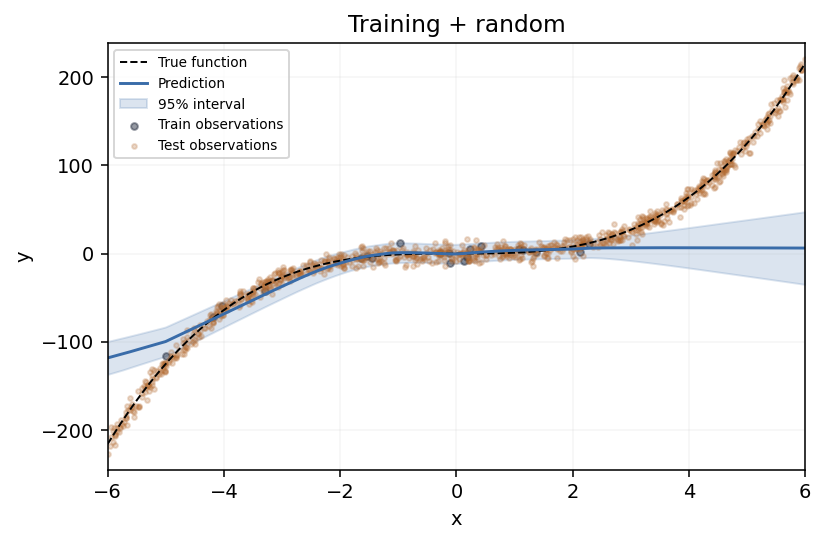 Training + random
True function
Prediction
95% interval
Train observations
Test observations
200
100
0
−100
−200
y
−6
−4
−2
0
2
4
6
x